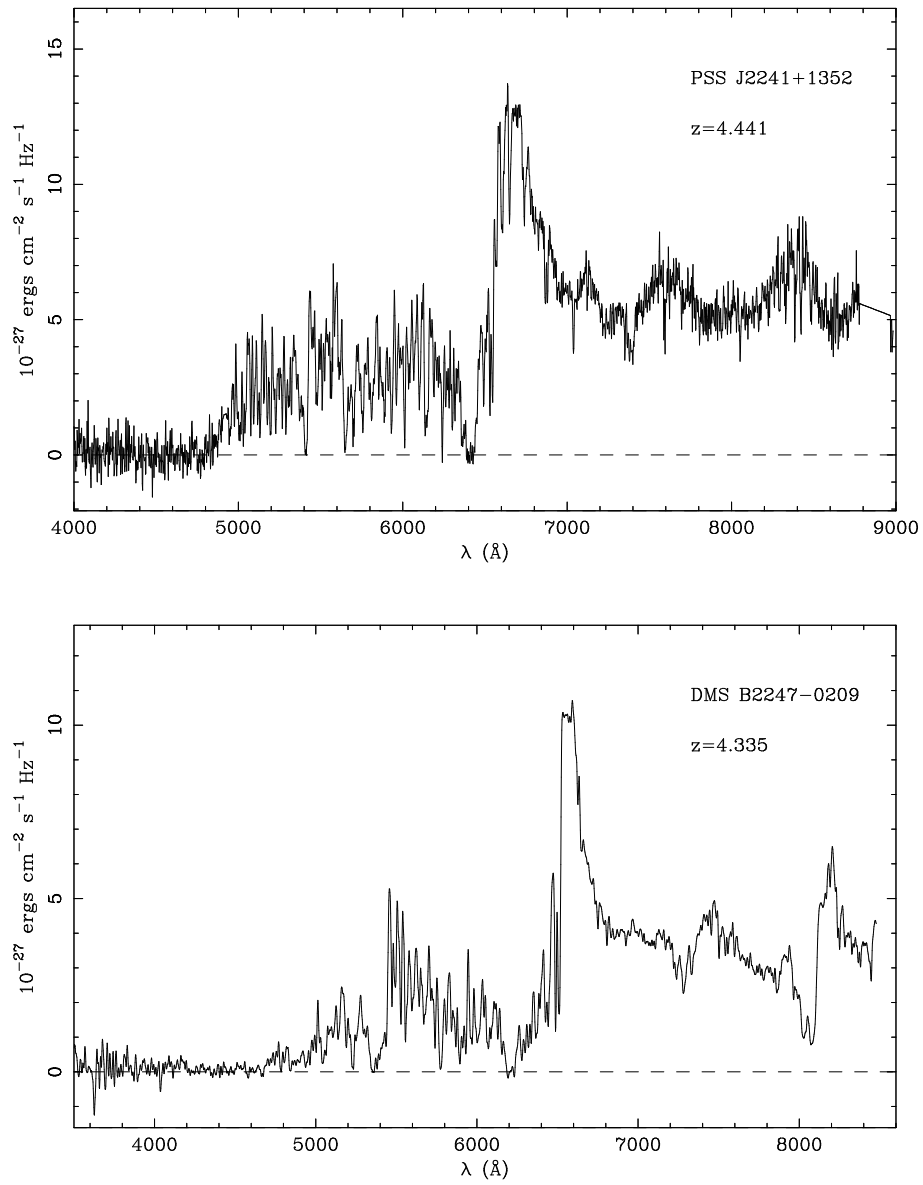 PSS J2241+1352
z=4.441
15
10
5
0
10⁻²⁷ ergs cm⁻² s⁻¹ Hz⁻¹
4000 5000 6000 7000 8000 9000
λ (Å)
DMS B2247−0209
z=4.335
10
5
0
10⁻²⁷ ergs cm⁻² s⁻¹ Hz⁻¹
4000 5000 6000 7000 8000
λ (Å)